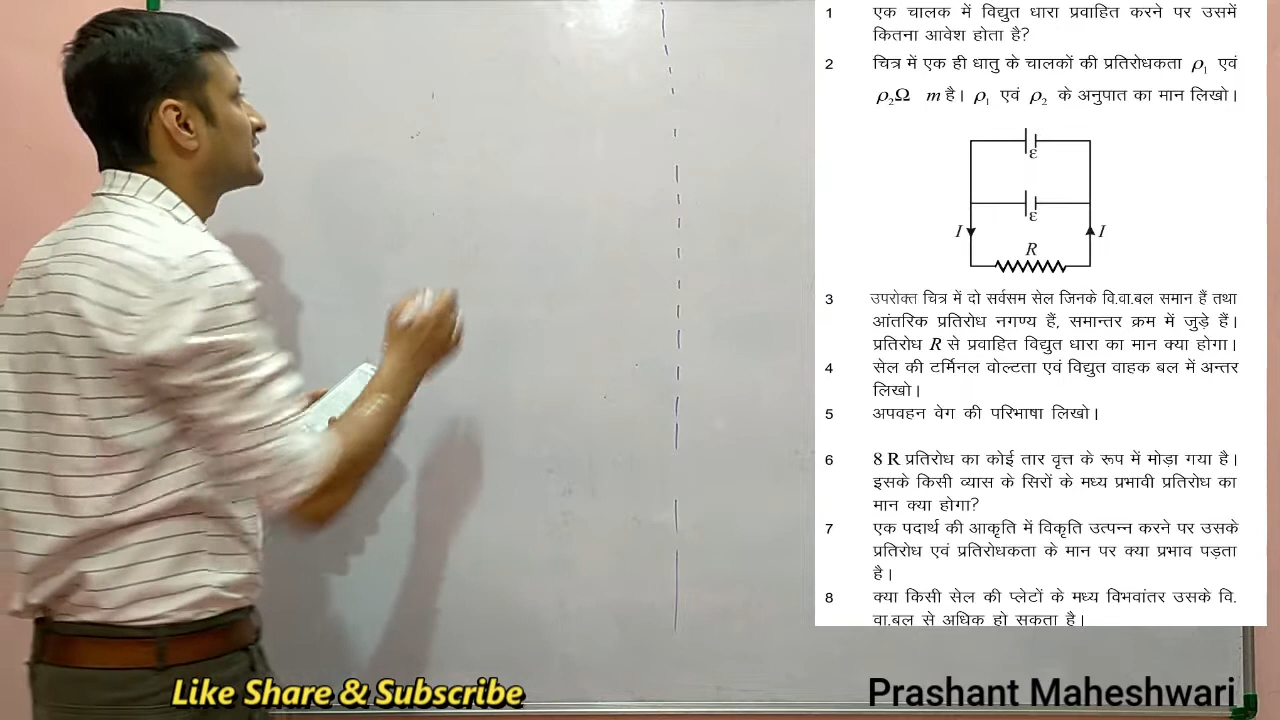 1 एक चालक में विद्युत धारा प्रवाहित करने पर उसमें
कितना आवेश होता है?
2 चित्र में एक ही धातु के चालकों की प्रतिरोधकता ρ₁ एवं
ρ₂Ω m है। ρ₁ एवं ρ₂ के अनुपात का मान लिखो।
ε
ε
I I
R
3 उपरोक्त चित्र में दो सर्वसम सेल जिनके वि.वा.बल समान हैं तथा
आंतरिक प्रतिरोध नगण्य हैं, समान्तर क्रम में जुड़े हैं।
प्रतिरोध R से प्रवाहित विद्युत धारा का मान क्या होगा।
4 सेल की टर्मिनल वोल्टता एवं विद्युत वाहक बल में अन्तर
लिखो।
5 अपवहन वेग की परिभाषा लिखो।
6 8 R प्रतिरोध का कोई तार वृत्त के रूप में मोड़ा गया है।
इसके किसी व्यास के सिरों के मध्य प्रभावी प्रतिरोध का
मान क्या होगा?
7 एक पदार्थ की आकृति में विकृति उत्पन्न करने पर उसके
प्रतिरोध एवं प्रतिरोधकता के मान पर क्या प्रभाव पड़ता
है।
8 क्या किसी सेल की प्लेटों के मध्य विभवांतर उसके वि.
वा.बल से अधिक हो सकता है।
Like Share & Subscribe
Prashant Maheshwari